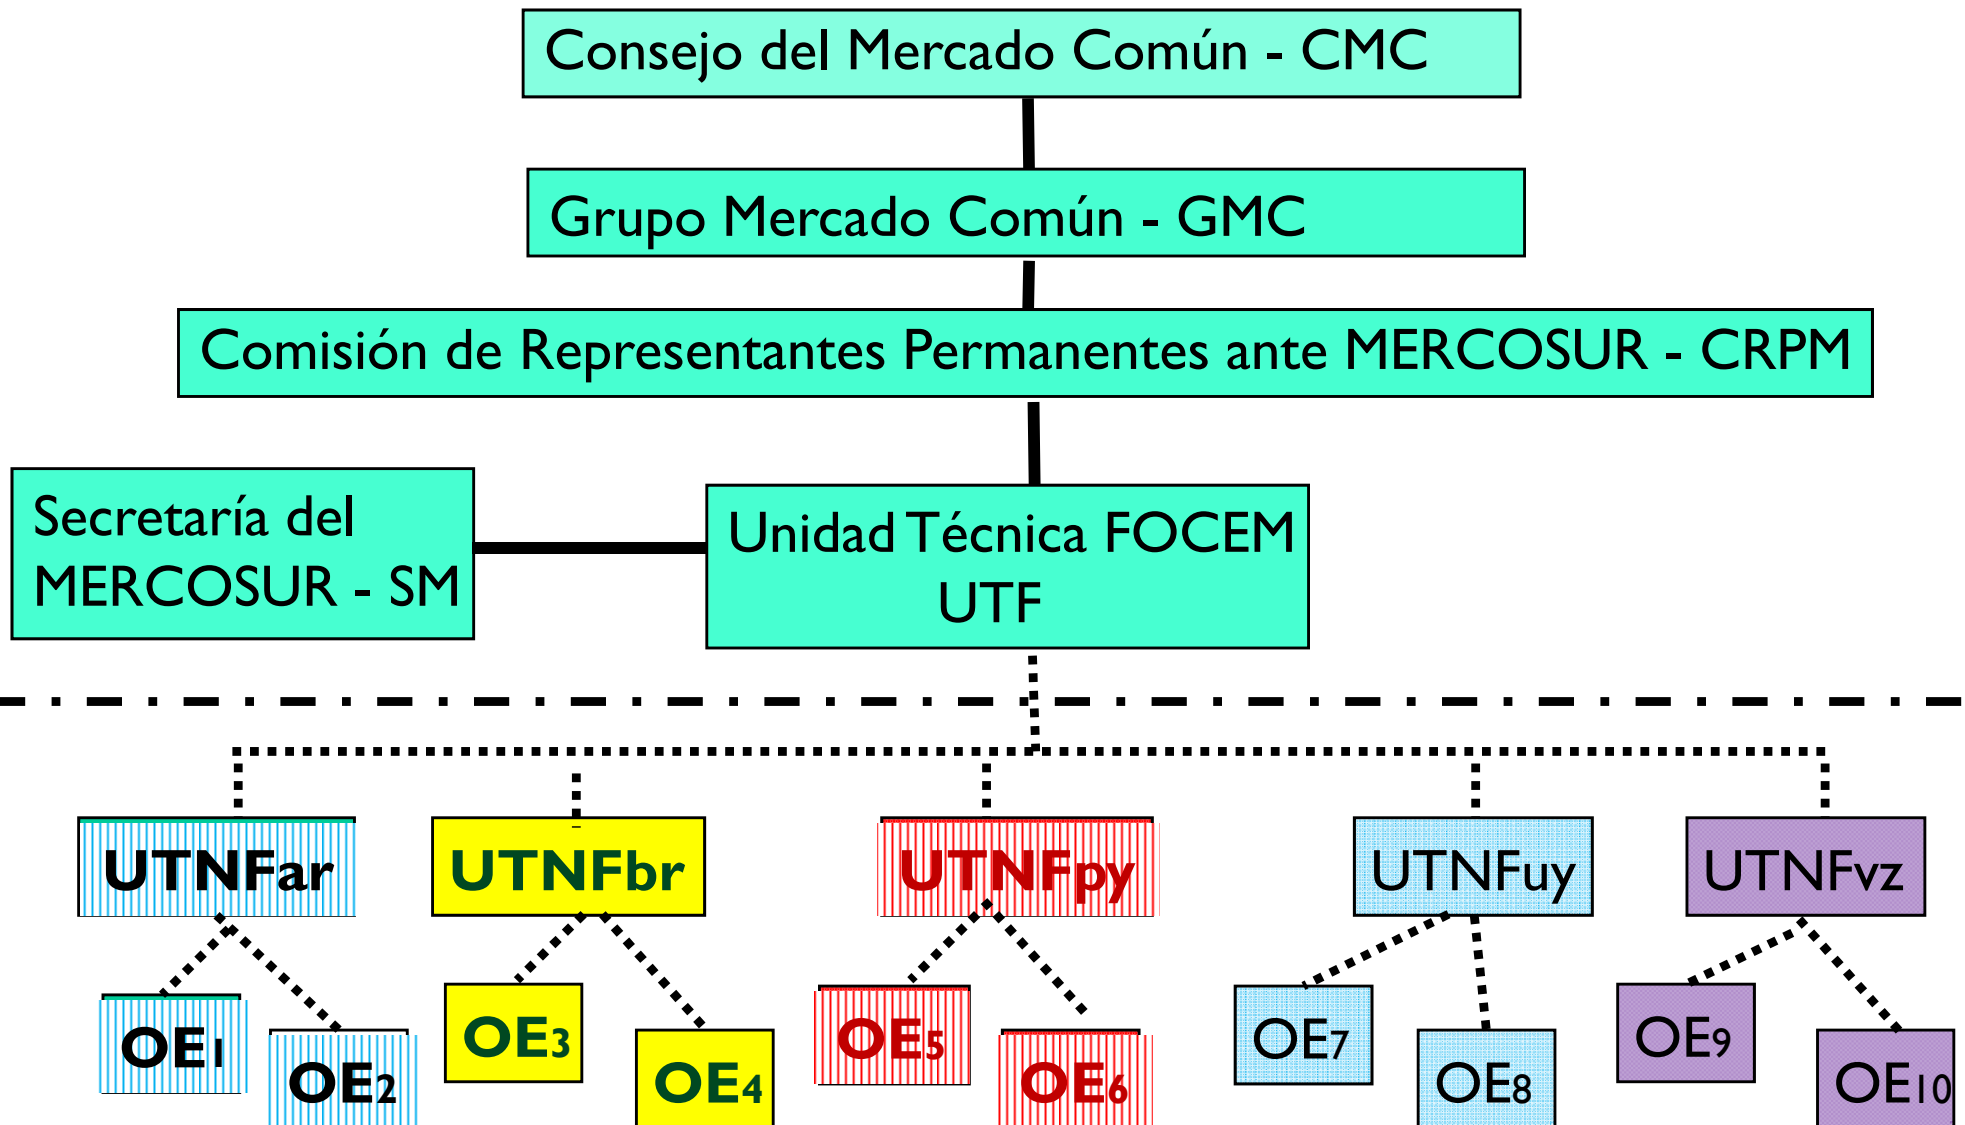 Consejo del Mercado Común - CMC
Grupo Mercado Común - GMC
Comisión de Representantes Permanentes ante MERCOSUR - CRPM
Secretaría del
MERCOSUR - SM
Unidad Técnica FOCEM
UTF
UTNFar
UTNFbr
UTNFpy
UTNFuy
UTNFvz
OE1
OE2
OE3
OE4
OE5
OE6
OE7
OE8
OE9
OE10